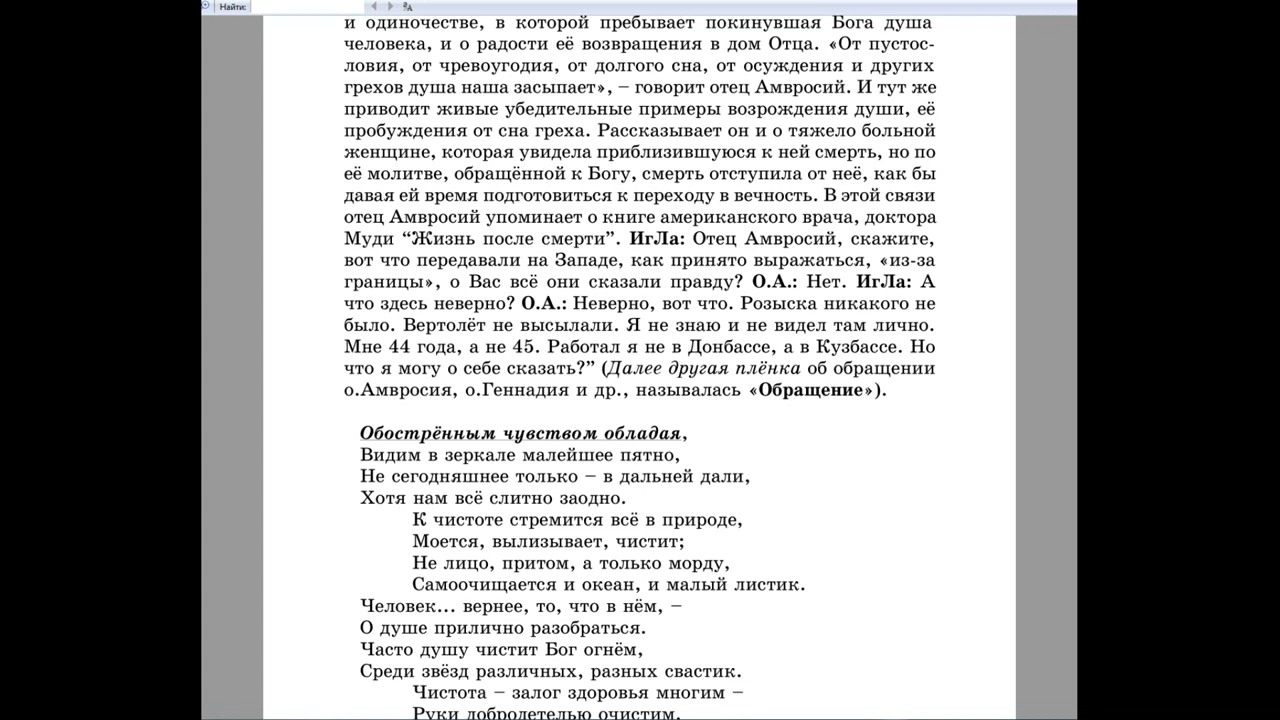 Найти:
и одиночестве, в которой пребывает покинувшая Бога душа
человека, и о радости её возвращения в дом Отца. «От пустос-
ловия, от чревоугодия, от долгого сна, от осуждения и других
грехов душа наша засыпает», – говорит отец Амвросий. И тут же
приводит живые убедительные примеры возрождения души, её
пробуждения от сна греха. Рассказывает он и о тяжело больной
женщине, которая увидела приблизившуюся к ней смерть, но по
её молитве, обращённой к Богу, смерть отступила от неё, как бы
давая ей время подготовиться к переходу в вечность. В этой связи
отец Амвросий упоминает о книге американского врача, доктора
Муди “Жизнь после смерти”. ИгЛа: Отец Амвросий, скажите,
вот что передавали на Западе, как принято выражаться, «из-за
границы», о Вас всё они сказали правду? О.А.: Нет. ИгЛа: А
что здесь неверно? О.А.: Неверно, вот что. Розыска никакого не
было. Вертолёт не высылали. Я не знаю и не видел там лично.
Мне 44 года, а не 45. Работал я не в Донбассе, а в Кузбассе. Но
что я могу о себе сказать?” (Далее другая плёнка об обращении
о.Амвросия, о.Геннадия и др., называлась «Обращение»).
Обострённым чувством обладая,
Видим в зеркале малейшее пятно,
Не сегодняшнее только – в дальней дали,
Хотя нам всё слитно заодно.
К чистоте стремится всё в природе,
Моется, вылизывает, чистит;
Не лицо, притом, а только морду,
Самоочищается и океан, и малый листик.
Человек... вернее, то, что в нём, –
О душе прилично разобраться.
Часто душу чистит Бог огнём,
Среди звёзд различных, разных свастик.
Чистота – залог здоровья многим –
Руки добродетелью очистим.